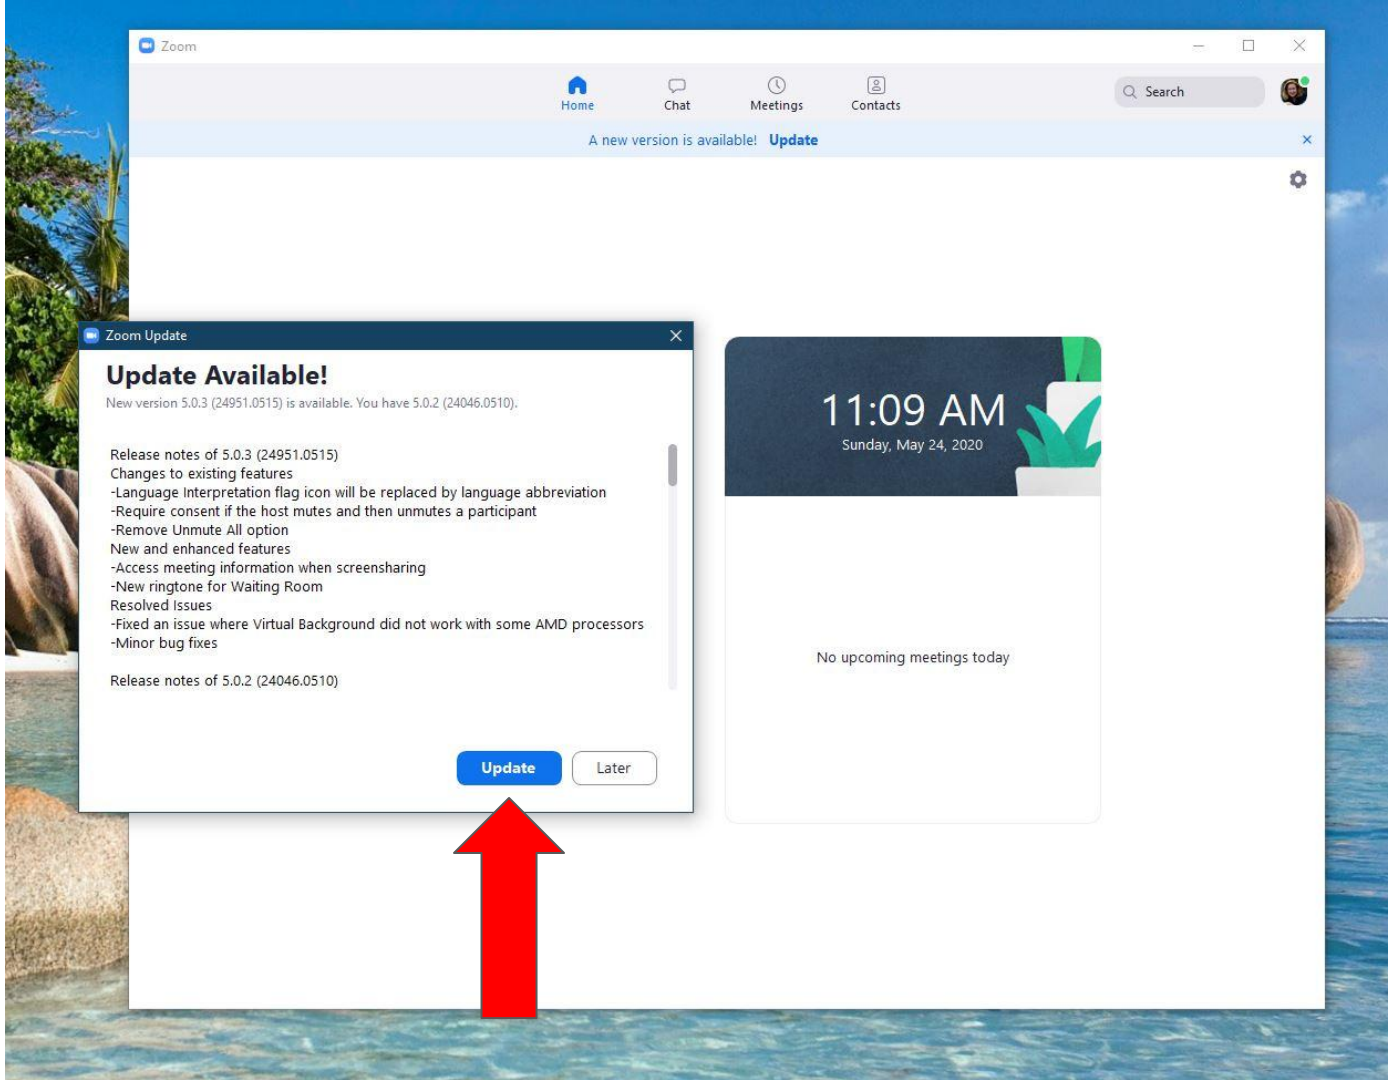 Zoom
Home
Chat
Meetings
Contacts
Search
A new version is available! Update
Zoom Update
Update Available!
New version 5.0.3 (24951.0515) is available. You have 5.0.2 (24046.0510).
Release notes of 5.0.3 (24951.0515)
Changes to existing features
-Language Interpretation flag icon will be replaced by language abbreviation
-Require consent if the host mutes and then unmutes a participant
-Remove Unmute All option
New and enhanced features
-Access meeting information when screensharing
-New ringtone for Waiting Room
Resolved Issues
-Fixed an issue where Virtual Background did not work with some AMD processors
-Minor bug fixes
Release notes of 5.0.2 (24046.0510)
Update
Later
11:09 AM
Sunday, May 24, 2020
No upcoming meetings today